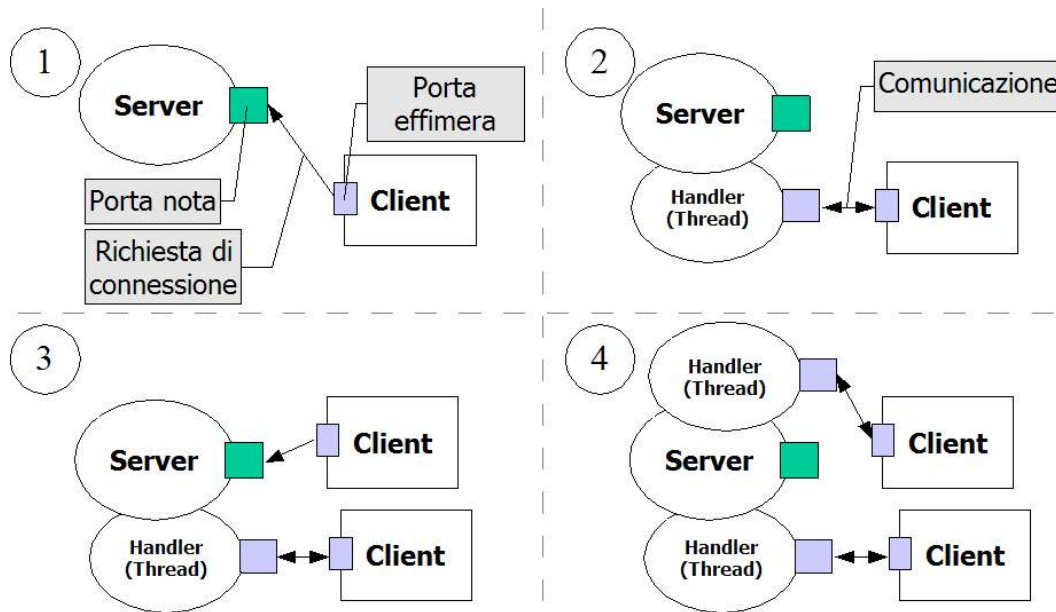 1
Server
Porta
effimera
Client
Porta nota
Richiesta di
connessione
2
Server
Comunicazione
Handler
(Thread)
Client
3
Server
Client
Handler
(Thread)
Client
4
Handler
(Thread)
Server
Client
Handler
(Thread)
Client